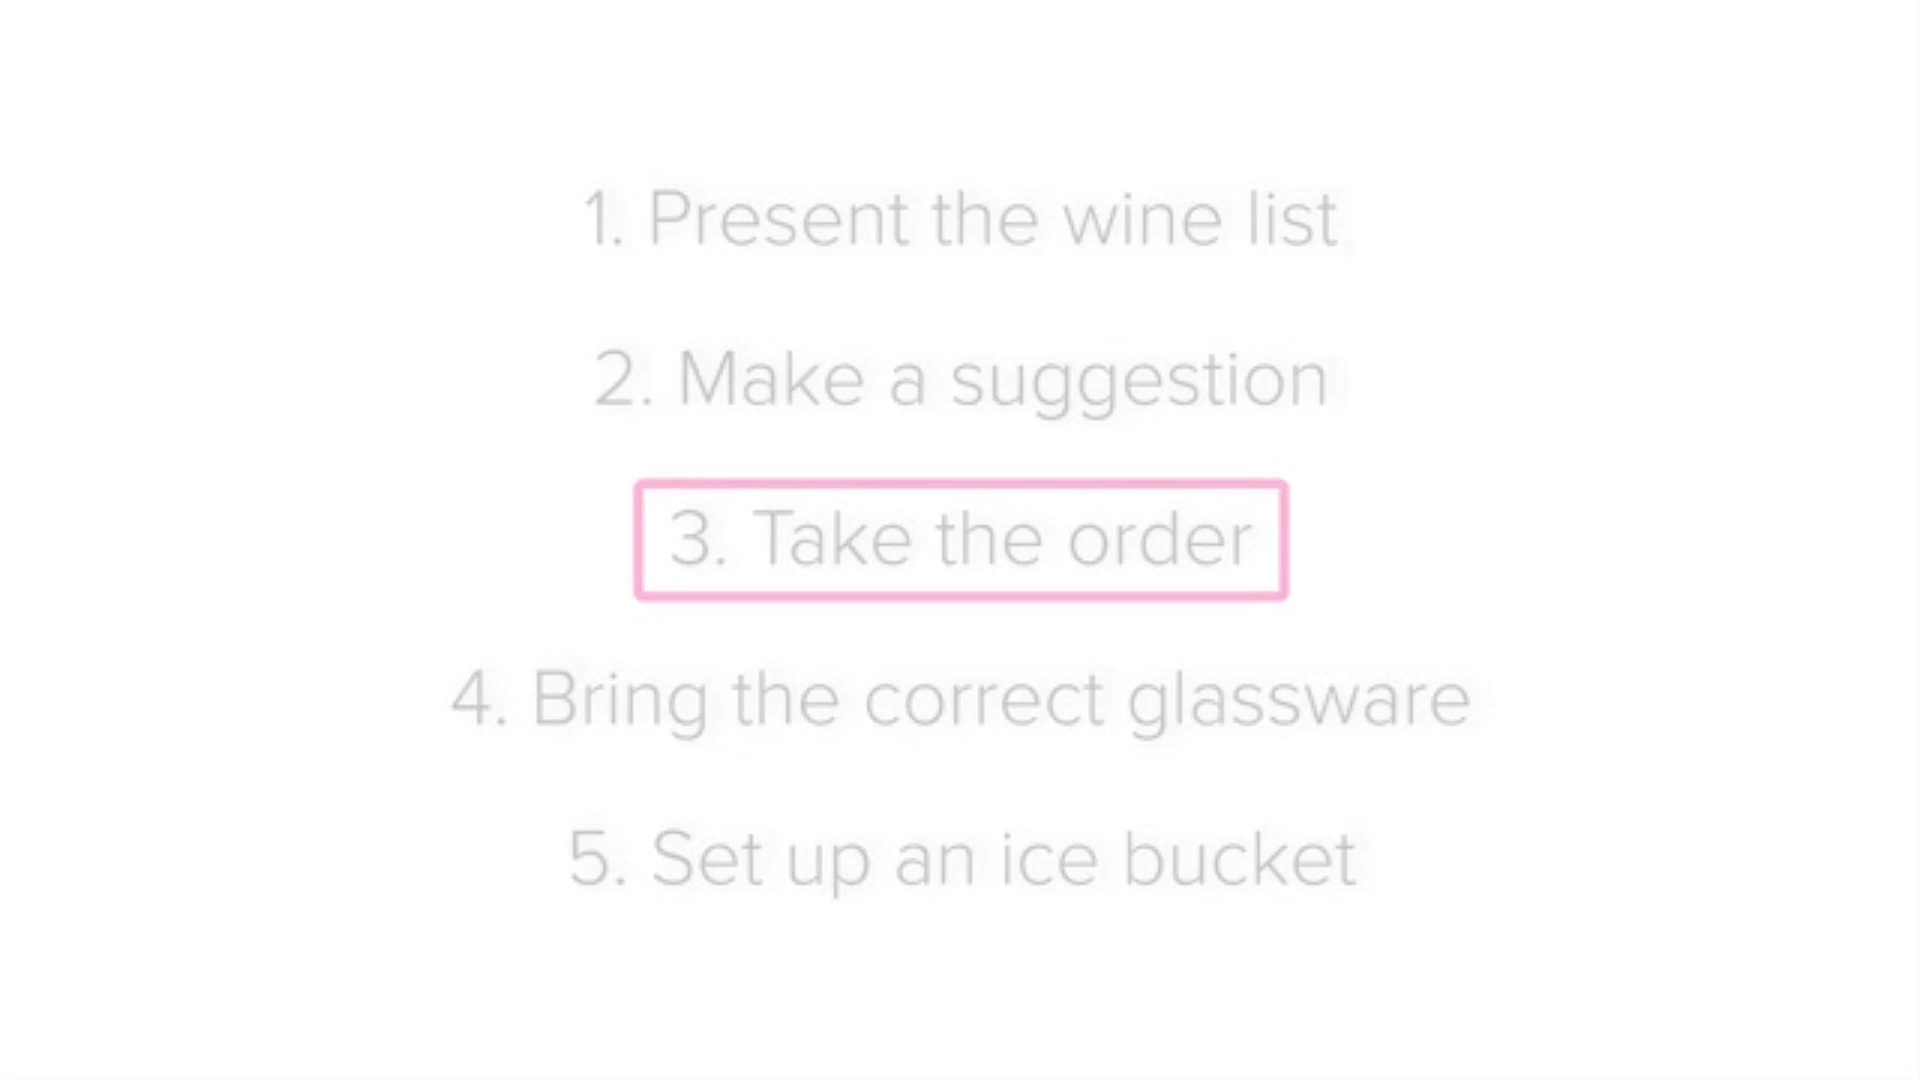 1. Present the wine list
2. Make a suggestion
3. Take the order
4. Bring the correct glassware
5. Set up an ice bucket